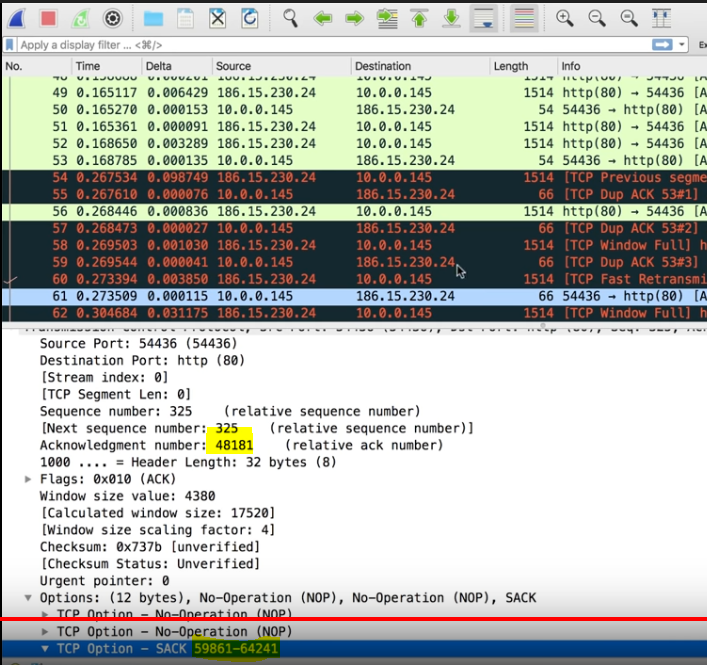 Apply a display filter ... <⌘/>
No. Time Delta Source Destination Length Info
49 0.165117 0.006429 186.15.230.24 10.0.0.145 1514 http(80) → 54436 [A
50 0.165270 0.000153 10.0.0.145 186.15.230.24 54 54436 → http(80) [A
51 0.165361 0.000091 186.15.230.24 10.0.0.145 1514 http(80) → 54436 [A
52 0.168650 0.003289 186.15.230.24 10.0.0.145 1514 http(80) → 54436 [A
53 0.168785 0.000135 10.0.0.145 186.15.230.24 54 54436 → http(80) [A
54 0.267534 0.098749 186.15.230.24 10.0.0.145 1514 [TCP Previous segme
55 0.267610 0.000076 10.0.0.145 186.15.230.24 66 [TCP Dup ACK 53#1]
56 0.268446 0.000836 186.15.230.24 10.0.0.145 1514 http(80) → 54436 [A
57 0.268473 0.000027 10.0.0.145 186.15.230.24 66 [TCP Dup ACK 53#2]
58 0.269503 0.001030 186.15.230.24 10.0.0.145 1514 [TCP Window Full] h
59 0.269544 0.000041 10.0.0.145 186.15.230.24 66 [TCP Dup ACK 53#3]
60 0.273394 0.003850 186.15.230.24 10.0.0.145 1514 [TCP Fast Retransmi
61 0.273509 0.000115 10.0.0.145 186.15.230.24 66 54436 → http(80) [A
62 0.304684 0.031175 186.15.230.24 10.0.0.145 1514 [TCP Window Full] h
Source Port: 54436 (54436)
Destination Port: http (80)
[Stream index: 0]
[TCP Segment Len: 0]
Sequence number: 325 (relative sequence number)
[Next sequence number: 325 (relative sequence number)]
Acknowledgment number: 48181 (relative ack number)
1000 .... = Header Length: 32 bytes (8)
Flags: 0x010 (ACK)
Window size value: 4380
[Calculated window size: 17520]
[Window size scaling factor: 4]
Checksum: 0x737b [unverified]
[Checksum Status: Unverified]
Urgent pointer: 0
Options: (12 bytes), No-Operation (NOP), No-Operation (NOP), SACK
TCP Option - No-Operation (NOP)
TCP Option - No-Operation (NOP)
TCP Option - SACK 59861-64241